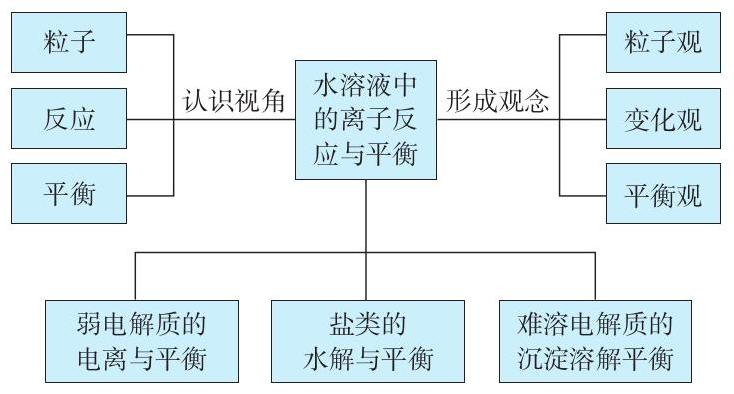 粒子
反应
平衡
认识视角
水溶液中
的离子反
应与平衡
形成观念
粒子观
变化观
平衡观
弱电解质的
电离与平衡
盐类的
水解与平衡
难溶电解质的
沉淀溶解平衡